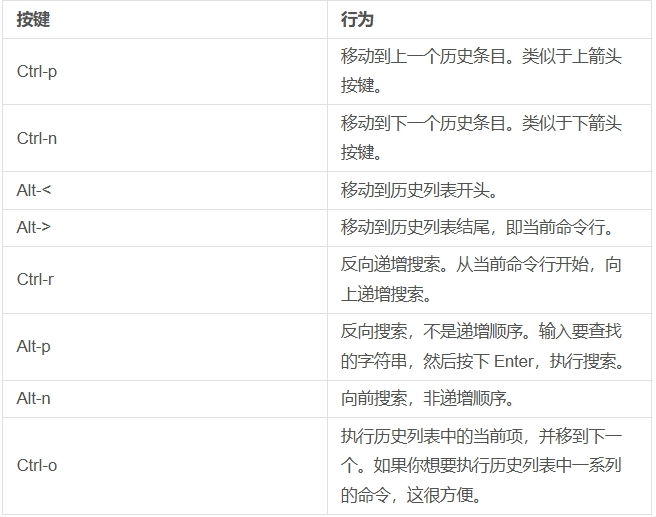 按键 行为
Ctrl-p 移动到上一个历史条目。类似于上箭头
按键。
Ctrl-n 移动到下一个历史条目。类似于下箭头
按键。
Alt-< 移动到历史列表开头。
Alt-> 移动到历史列表结尾，即当前命令行。
Ctrl-r 反向递增搜索。从当前命令行开始，向
上递增搜索。
Alt-p 反向搜索，不是递增顺序。输入要查找
的字符串，然后按下 Enter，执行搜索。
Alt-n 向前搜索，非递增顺序。
Ctrl-o 执行历史列表中的当前项，并移到下一
个。如果你想要执行历史列表中一系列
的命令，这很方便。